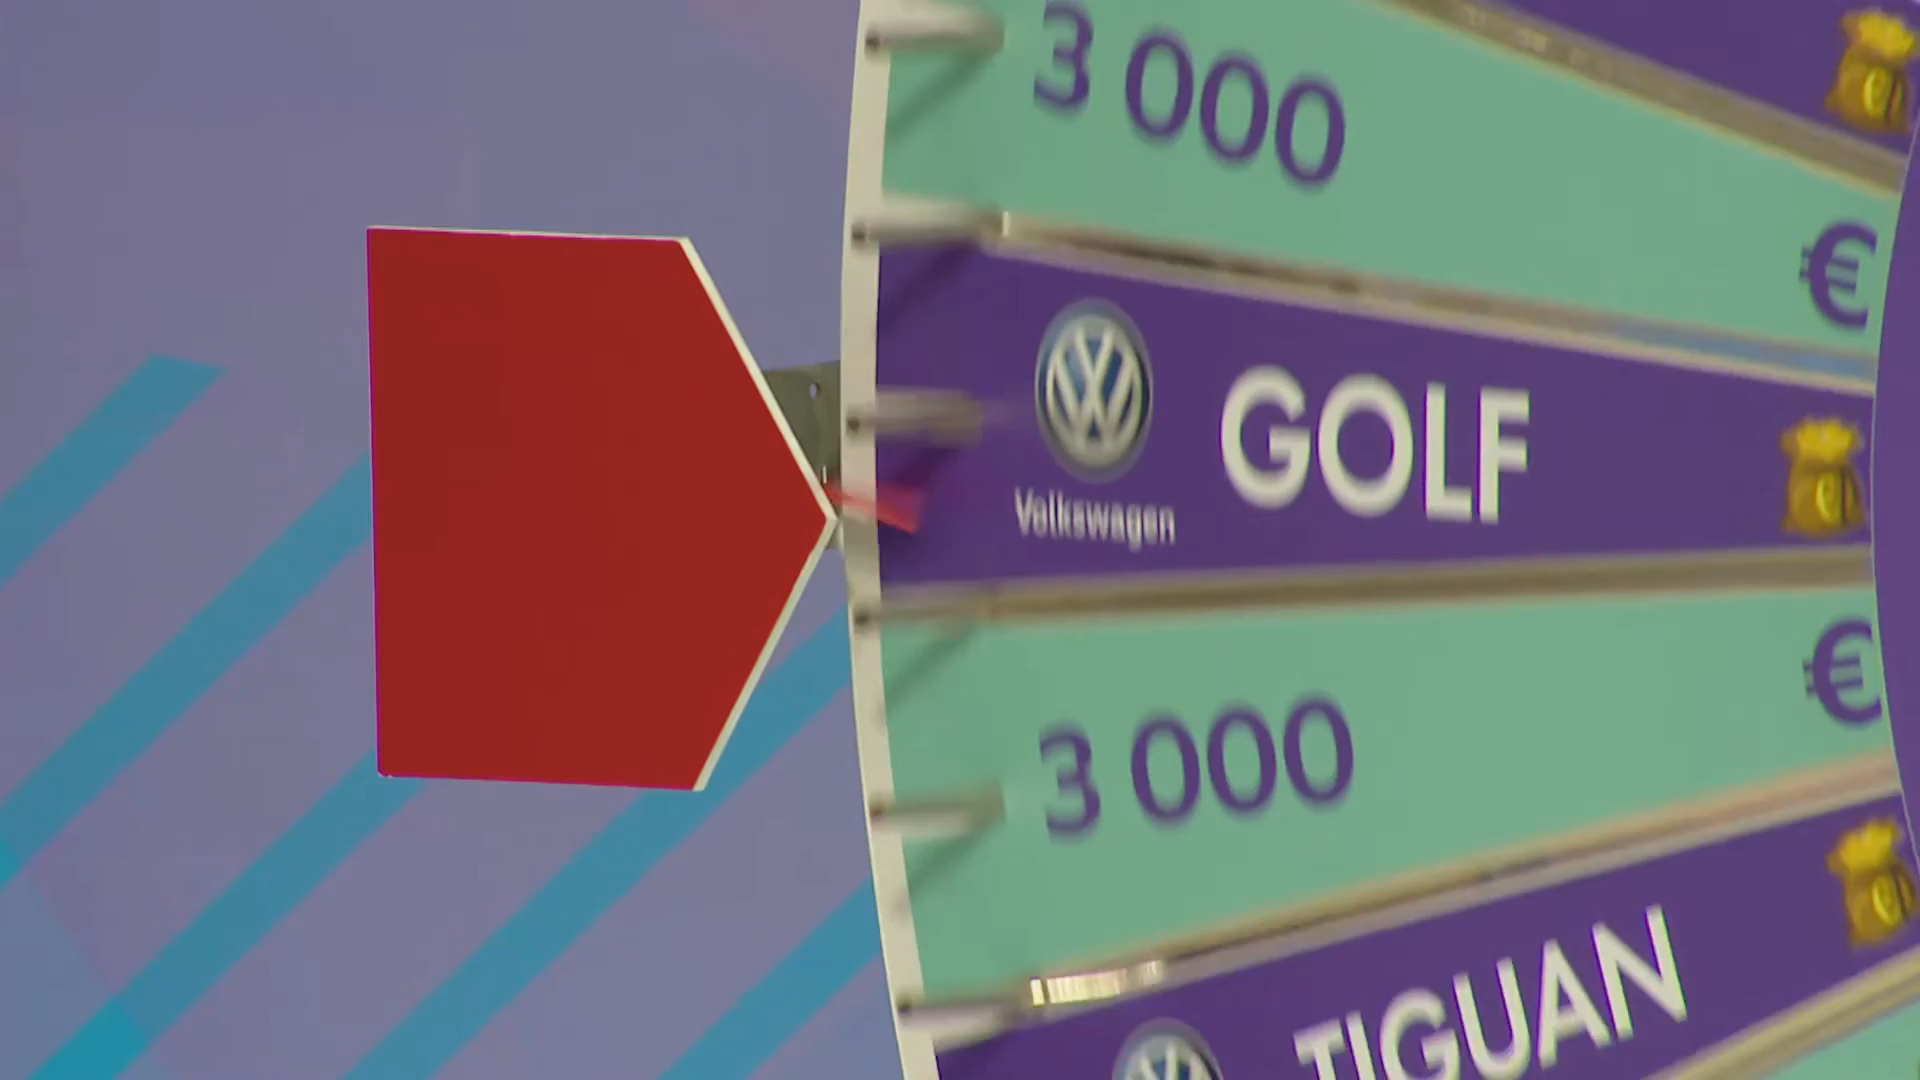 3 000 €
Volkswagen
GOLF
3 000 €
TIGUAN